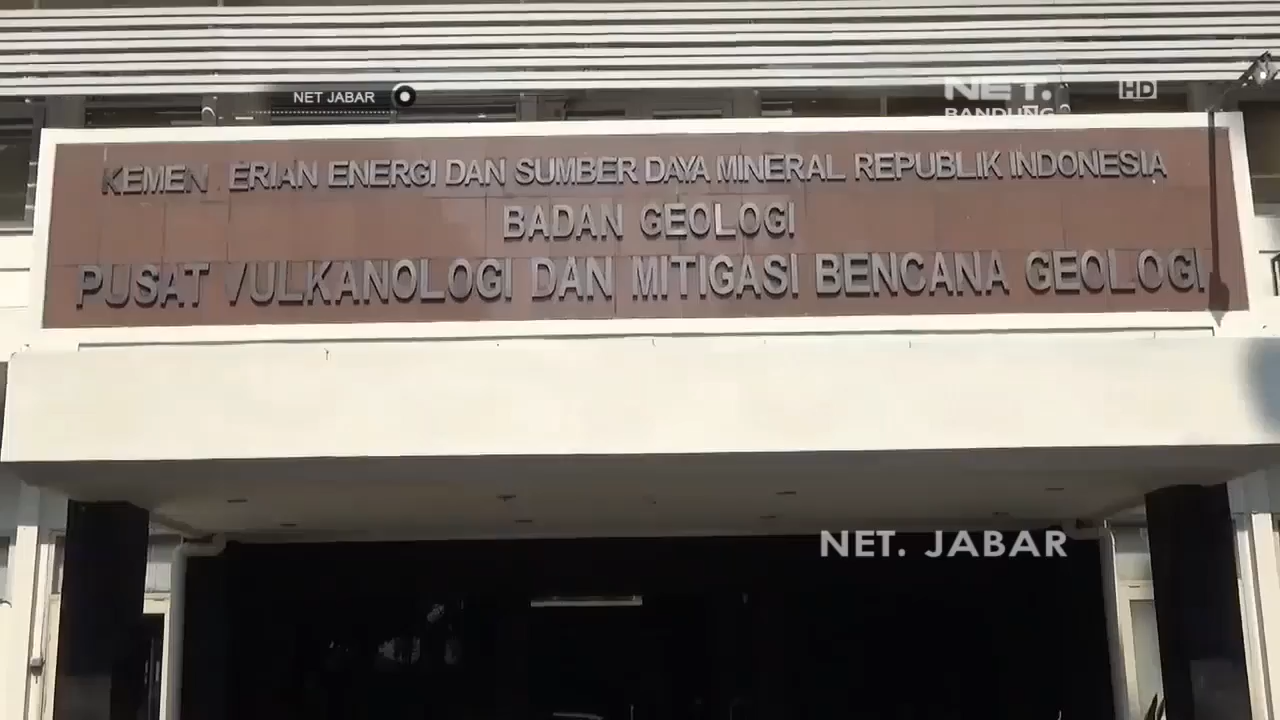 NET JABAR
NET.
BANDUNG
HD
KEMEN ERIAN ENERGI DAN SUMBER DAYA MINERAL REPUBLIK INDONESIA
BADAN GEOLOGI
PUSAT VULKANOLOGI DAN MITIGASI BENCANA GEOLOGI
NET. JABAR